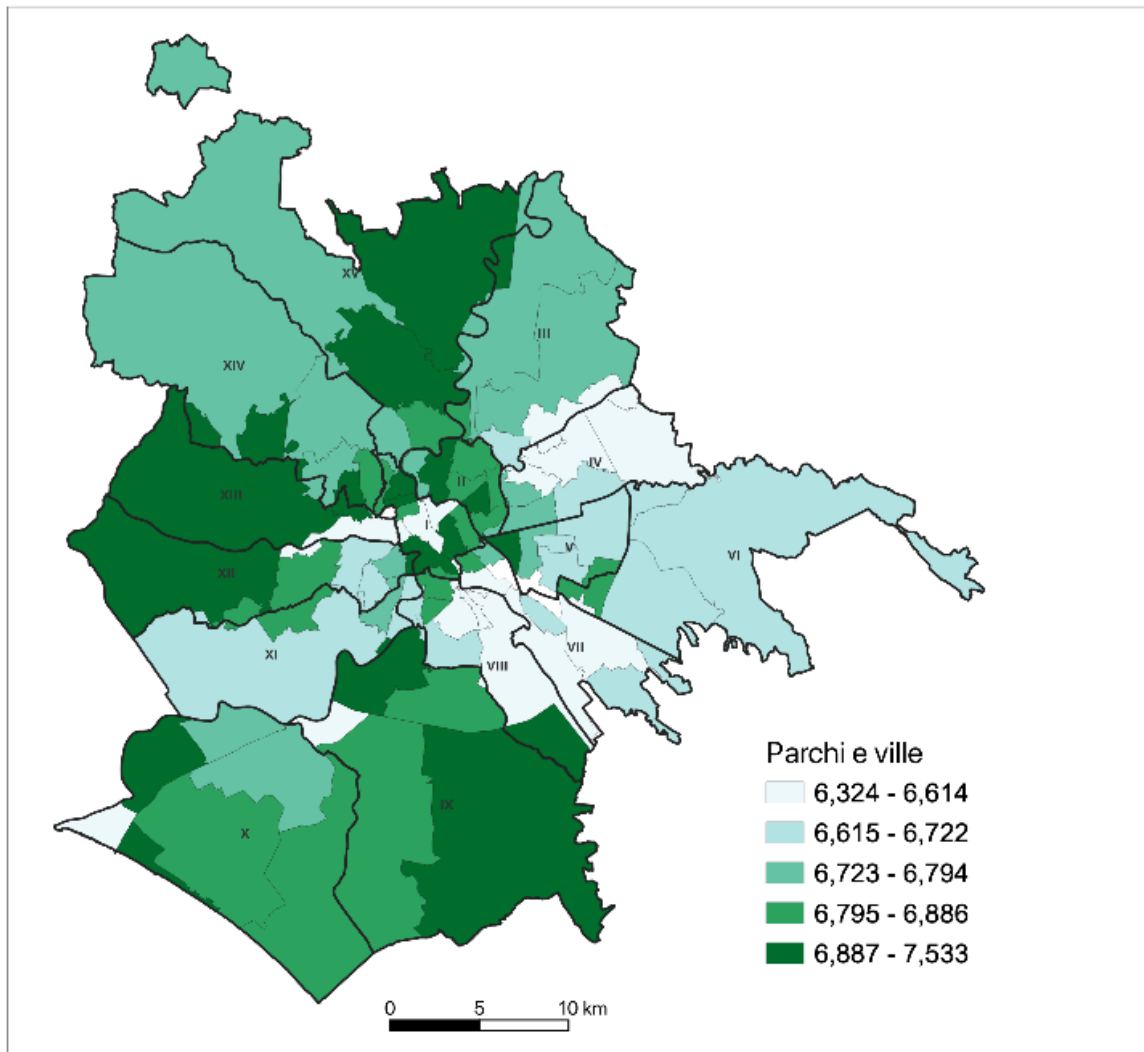 XV
III
XIV
IV
II
XIII
I
V
VI
XII
VII
XI
VIII
Parchi e ville
6,324 - 6,614
6,615 - 6,722
IX
X
6,723 - 6,794
6,795 - 6,886
6,887 - 7,533
0 5 10 km